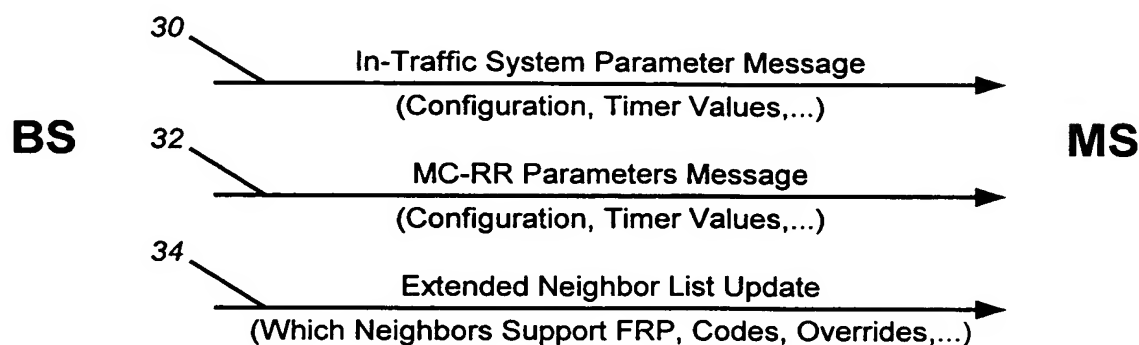 30
In-Traffic System Parameter Message
(Configuration, Timer Values,...)
BS
MS
32
MC-RR Parameters Message
(Configuration, Timer Values,...)
34
Extended Neighbor List Update
(Which Neighbors Support FRP, Codes, Overrides,...)